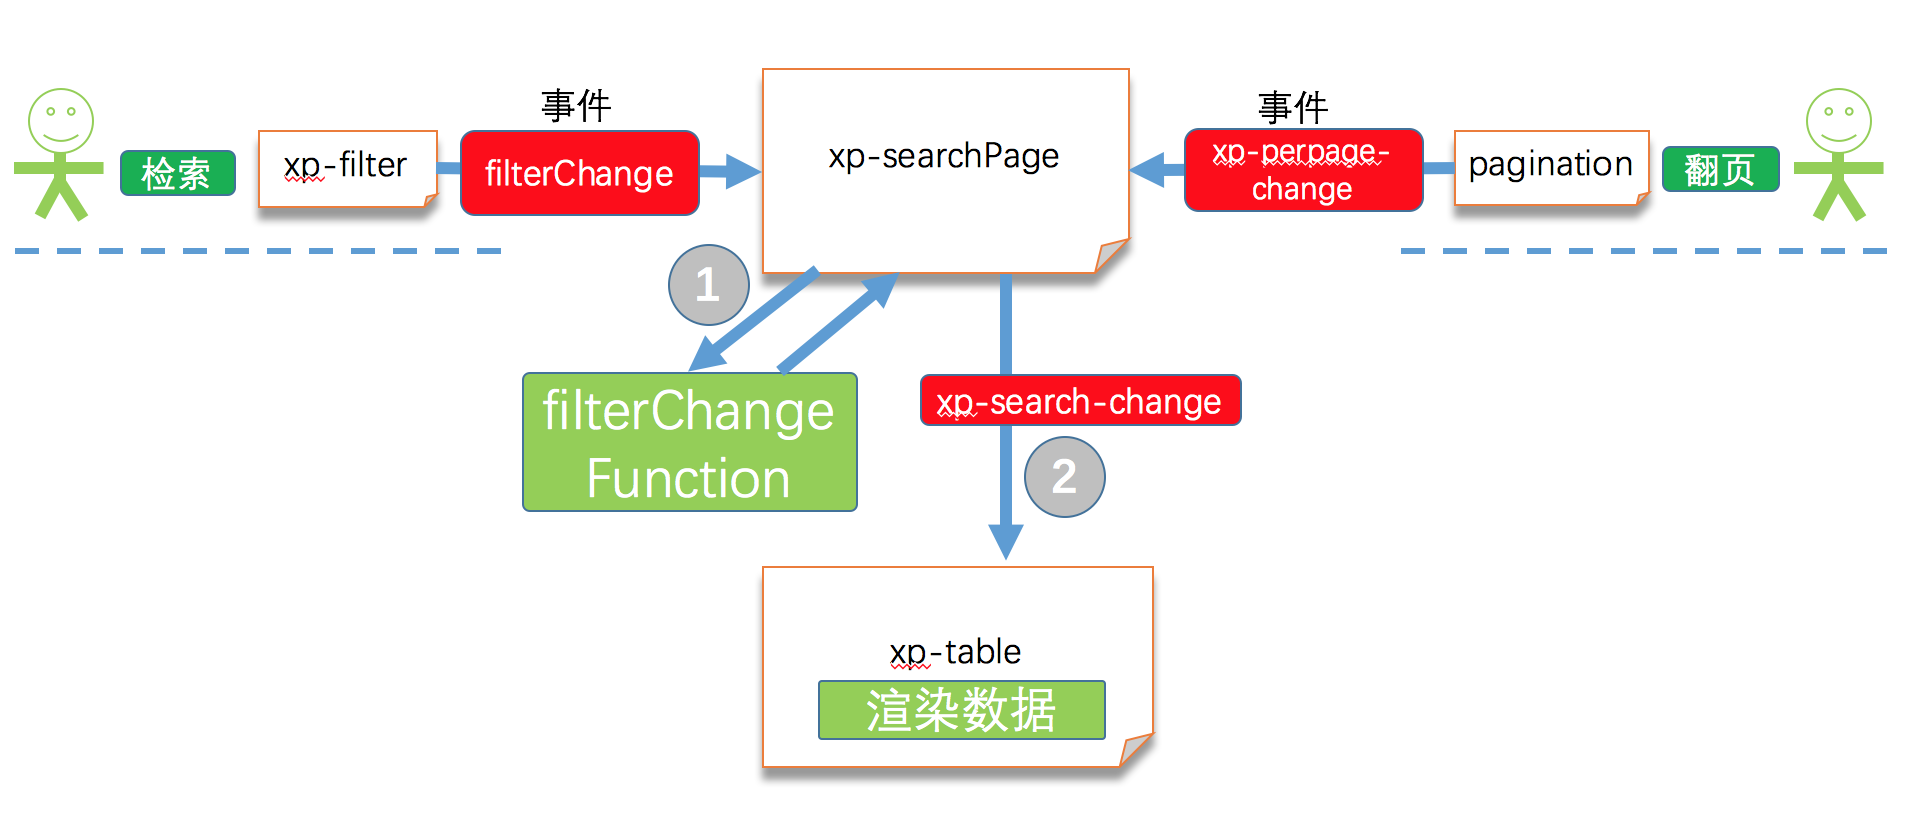 事件
事件
检索
xp-filter
filterChange
xp-searchPage
xp-perpage-
change
pagination
翻页
1
filterChange
Function
xp-search-change
2
xp-table
渲染数据